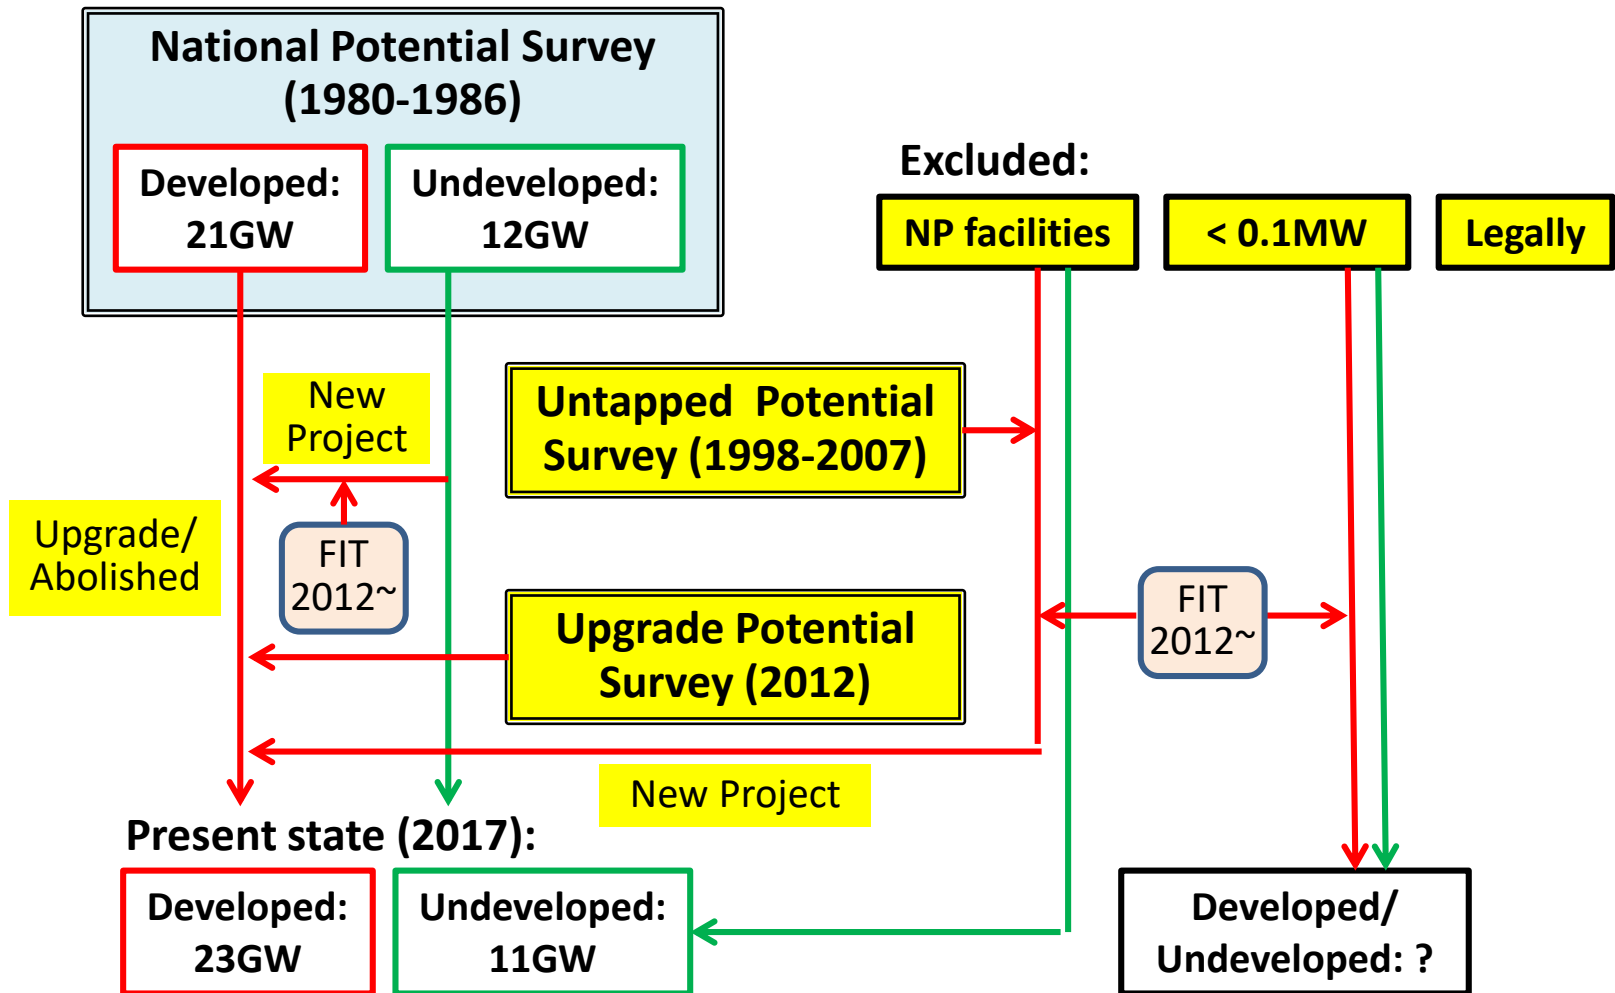 National Potential Survey
(1980-1986)
Developed:
21GW
Undeveloped:
12GW
Excluded:
NP facilities
< 0.1MW
Legally
New
Project
Untapped Potential
Survey (1998-2007)
Upgrade/
Abolished
FIT
2012~
Upgrade Potential
Survey (2012)
FIT
2012~
New Project
Present state (2017):
Developed:
23GW
Undeveloped:
11GW
Developed/
Undeveloped: ?